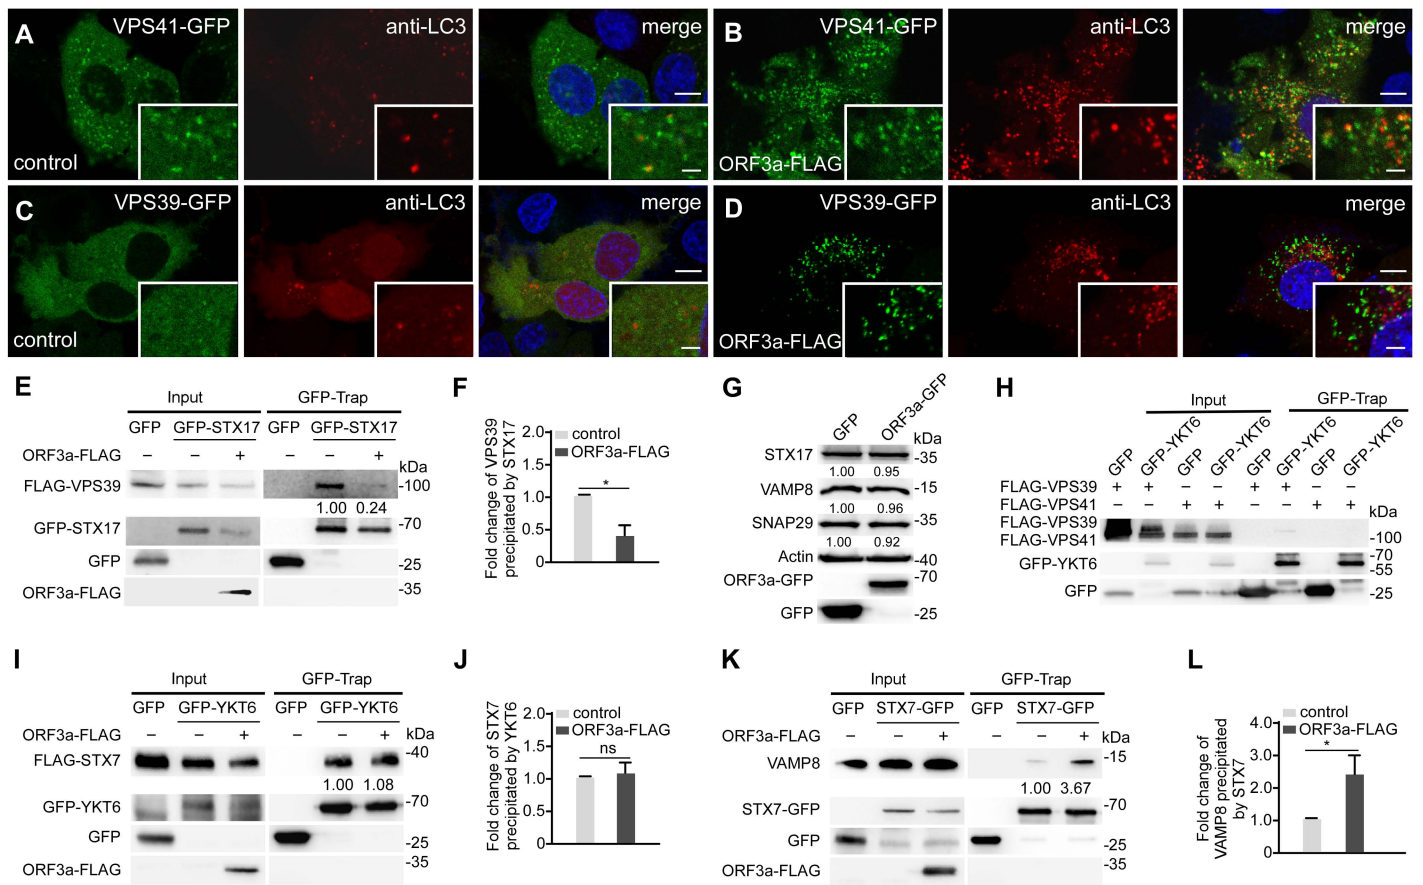 A VPS41-GFP anti-LC3 merge B VPS41-GFP anti-LC3 merge
control ORF3a-FLAG
C VPS39-GFP anti-LC3 merge D VPS39-GFP anti-LC3 merge
control ORF3a-FLAG
E
Input GFP-Trap
GFP GFP-STX17 GFP GFP-STX17
ORF3a-FLAG – – + – – +
kDa
FLAG-VPS39 -100
1.00 0.24
GFP-STX17 -70
GFP -25
ORF3a-FLAG -35
F
Fold change of VPS39
precipitated by STX17
2.0
1.5
1.0
0.5
0
control
ORF3a-FLAG
*
G
GFP ORF3a-GFP
kDa
STX17 -35
1.00 0.95
VAMP8 -15
1.00 0.96
SNAP29 -35
1.00 0.92
Actin -40
ORF3a-GFP -70
GFP -25
H
Input GFP-Trap
GFP GFP-YKT6 GFP GFP-YKT6 GFP GFP-YKT6 GFP GFP-YKT6
FLAG-VPS39 + + – – + + – –
FLAG-VPS41 – – + + – – + +
kDa
FLAG-VPS39
FLAG-VPS41 -100
GFP-YKT6 -70
-55
GFP -25
I
Input GFP-Trap
GFP GFP-YKT6 GFP GFP-YKT6
ORF3a-FLAG – – + – – + kDa
FLAG-STX7 -40
1.00 1.08
GFP-YKT6 -70
GFP -25
ORF3a-FLAG -35
J
Fold change of STX7
precipitated by YKT6
2.0
1.5
1.0
0.5
0
control
ORF3a-FLAG
ns
K
Input GFP-Trap
GFP STX7-GFP GFP STX7-GFP
ORF3a-FLAG – – + – – + kDa
VAMP8 -15
1.00 3.67
STX7-GFP -70
GFP -25
ORF3a-FLAG -35
L
Fold change of
VAMP8 precipitated
by STX7
4.0
3.0
2.0
1.0
0
control
ORF3a-FLAG
*